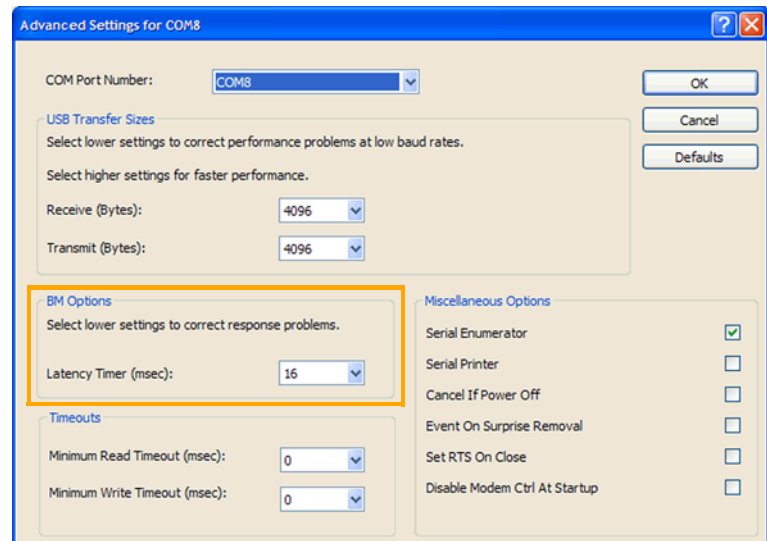 Advanced Settings for COM8
COM Port Number:
COM8
OK
USB Transfer Sizes
Cancel
Select lower settings to correct performance problems at low baud rates.
Defaults
Select higher settings for faster performance.
Receive (Bytes):
4096
Transmit (Bytes):
4096
BM Options
Select lower settings to correct response problems.
Latency Timer (msec):
16
Timeouts
Minimum Read Timeout (msec):
0
Minimum Write Timeout (msec):
0
Miscellaneous Options
Serial Enumerator
Serial Printer
Cancel If Power Off
Event On Surprise Removal
Set RTS On Close
Disable Modem Ctrl At Startup